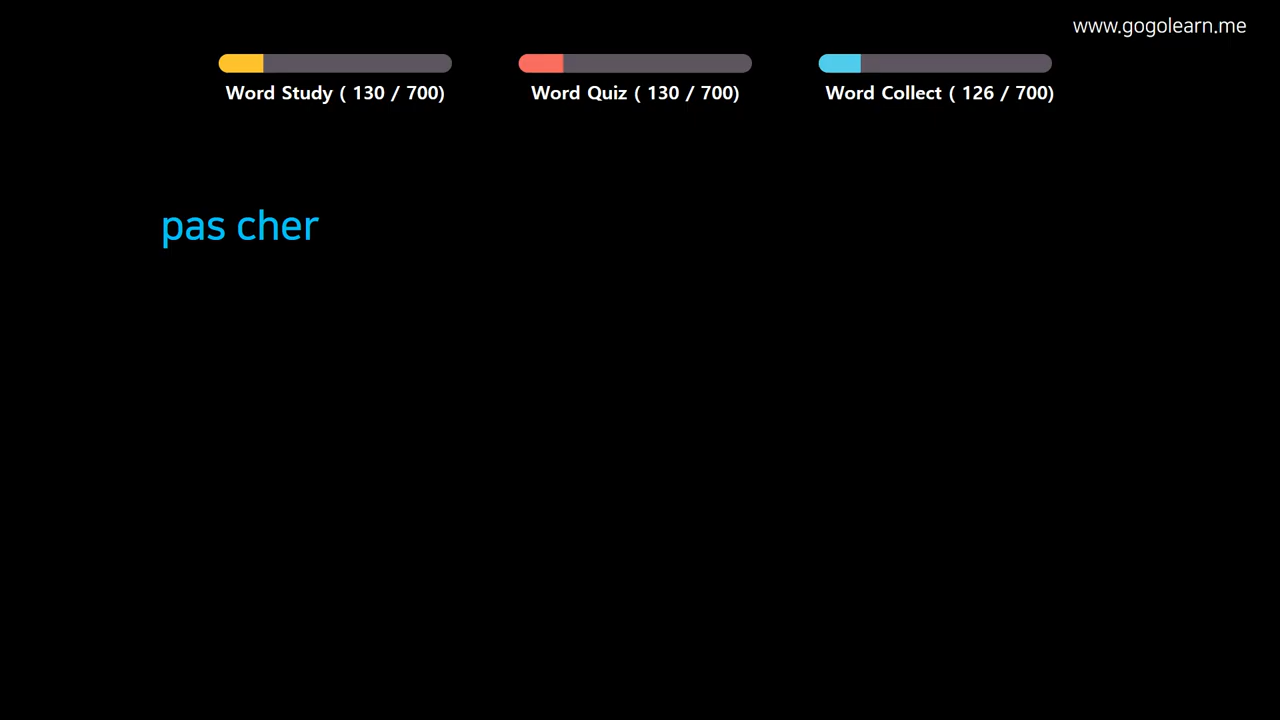 www.gogolearn.me
Word Study ( 130 / 700)
Word Quiz ( 130 / 700)
Word Collect ( 126 / 700)
pas cher